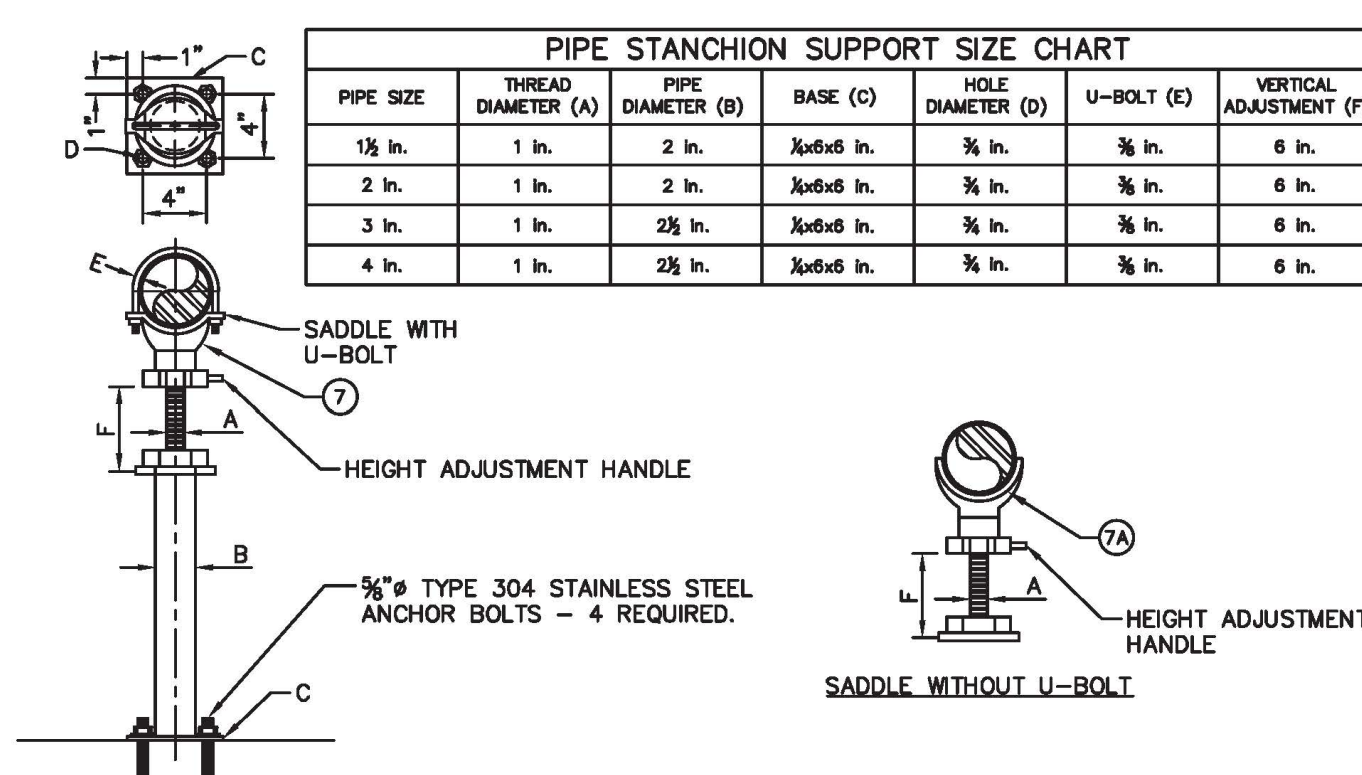 PIPE STANCHION SUPPORT SIZE CHART
PIPE SIZE THREAD DIAMETER (A) PIPE DIAMETER (B) BASE (C) HOLE DIAMETER (D) U-BOLT (E) VERTICAL ADJUSTMENT (F
1½ in. 1 in. 2 in. ¼x6x6 in. ¾ in. ⅜ in. 6 in.
2 in. 1 in. 2 in. ¼x6x6 in. ¾ in. ⅜ in. 6 in.
3 in. 1 in. 2½ in. ¼x6x6 in. ¾ in. ⅜ in. 6 in.
4 in. 1 in. 2½ in. ¼x6x6 in. ¾ in. ⅜ in. 6 in.
1" C
1"
4"
D
4"
E
SADDLE WITH
U-BOLT
7
F
A
HEIGHT ADJUSTMENT HANDLE
B
⅝"ø TYPE 304 STAINLESS STEEL
ANCHOR BOLTS – 4 REQUIRED.
C
7A
F
A
HEIGHT ADJUSTMENT
HANDLE
SADDLE WITHOUT U-BOLT